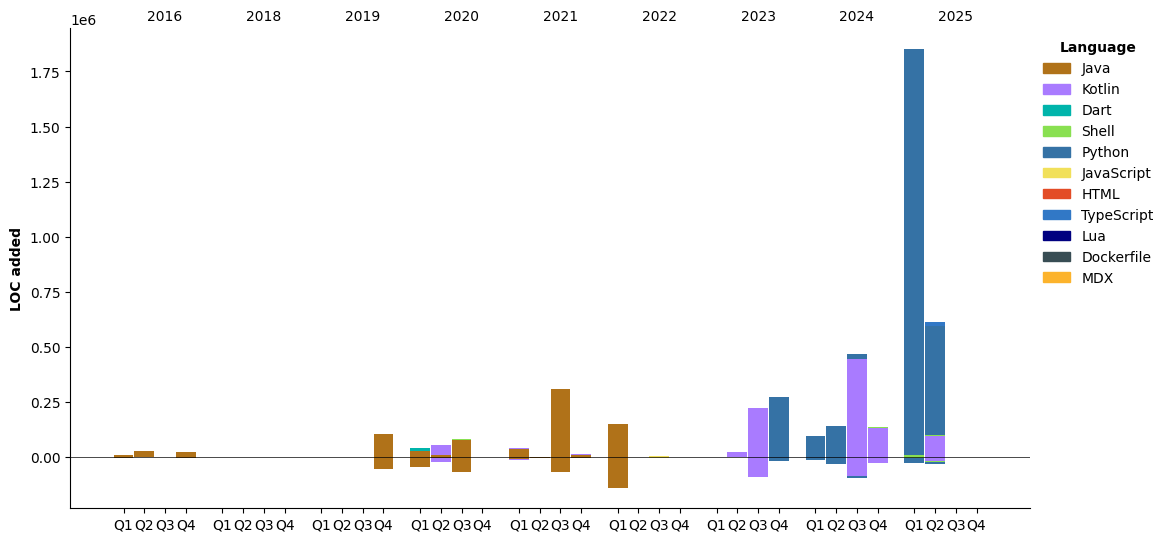 1e6
2016 2018 2019 2020 2021 2022 2023 2024 2025
Language
Java
Kotlin
Dart
Shell
Python
JavaScript
HTML
TypeScript
Lua
Dockerfile
MDX
LOC added
1.75
1.50
1.25
1.00
0.75
0.50
0.25
0.00
Q1 Q2 Q3 Q4 Q1 Q2 Q3 Q4 Q1 Q2 Q3 Q4 Q1 Q2 Q3 Q4 Q1 Q2 Q3 Q4 Q1 Q2 Q3 Q4 Q1 Q2 Q3 Q4 Q1 Q2 Q3 Q4 Q1 Q2 Q3 Q4